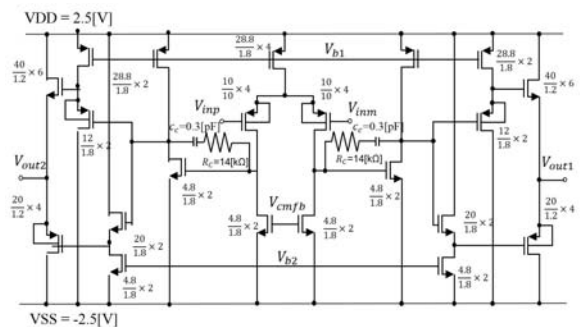 VDD = 2.5[V]
40/1.2 × 6
28.8/1.8 × 2
28.8/1.8 × 4
V_b1
28.8/1.8 × 2
40/1.2 × 6
10/10 × 4
10/10 × 4
V_inp
V_inm
C_c=0.3[pF]
C_c=0.3[pF]
12/1.8 × 2
12/1.8 × 2
R_C=14[kΩ]
R_C=14[kΩ]
V_out2
V_out1
4.8/1.8 × 2
4.8/1.8 × 2
20/1.2 × 4
V_cmfb
20/1.2 × 4
4.8/1.8 × 2
4.8/1.8 × 2
20/1.8 × 2
20/1.8 × 2
4.8/1.8 × 2
V_b2
4.8/1.8 × 2
VSS = -2.5[V]